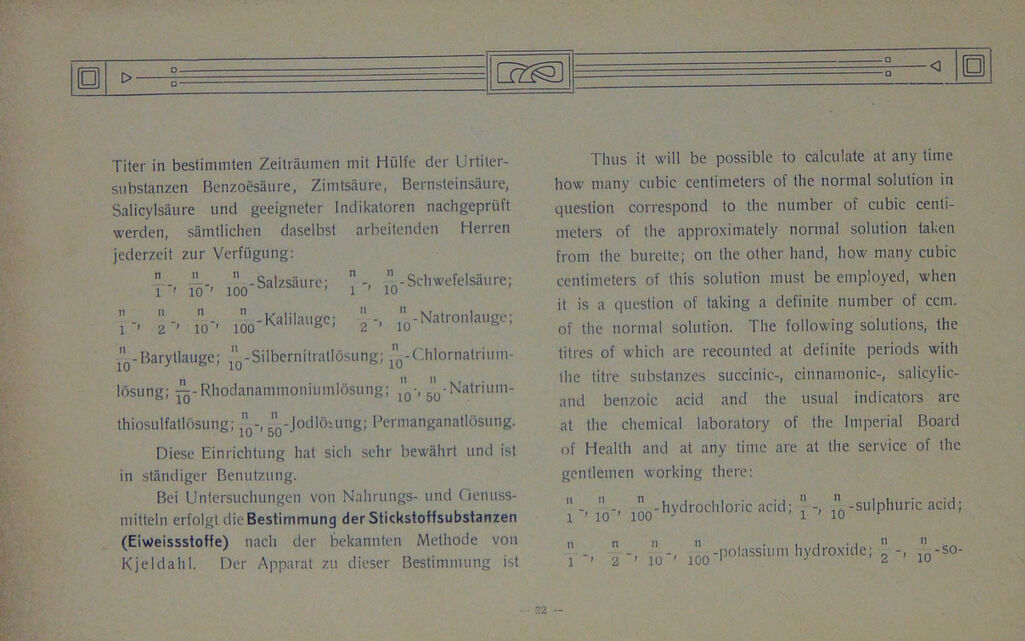 Titer in bestimmten Zeiträumen mit Hülfe der Urtiter-
substanzen Benzoësäure, Zimtsäure, Bernsteinsäure,
Salicylsäure und geeigneter Indikatoren nachgeprüft
werden, sämtlichen daselbst arbeitenden Herren
jederzeit zur Verfügung:
n/1-, n/10-, n/100-Salzsäure; n/1-, n/10-Schwefelsäure;
n/1-, n/2-, n/10-, n/100-Kalilauge; n/2-, n/10-Natronlauge;
n/10-Barytlauge; n/10-Silbernitratlösung; n/10-Chlornatrium-
lösung; n/10-Rhodanammoniumlösung; n/10-, n/50-Natrium-
thiosulfatlösung; n/10-, n/50-Jodlösung; Permanganatlösung.
Diese Einrichtung hat sich sehr bewährt und ist
in ständiger Benutzung.
Bei Untersuchungen von Nahrungs- und Genuss-
mitteln erfolgt die Bestimmung der Stickstoffsubstanzen
(Eiweissstoffe) nach der bekannten Methode von
Kjeldahl. Der Apparat zu dieser Bestimmung ist
Thus it will be possible to calculate at any time
how many cubic centimeters of the normal solution in
question correspond to the number of cubic centi-
meters of the approximately normal solution taken
from the burette; on the other hand, how many cubic
centimeters of this solution must be employed, when
it is a question of taking a definite number of ccm.
of the normal solution. The following solutions, the
titres of which are recounted at definite periods with
the titre substanzes succinic-, cinnamonic-, salicylic-
and benzoic acid and the usual indicators are
at the chemical laboratory of the Imperial Board
of Health and at any time are at the service of the
gentlemen working there:
n/1-, n/10-, n/100-hydrochloric acid; n/1-, n/10-sulphuric acid;
n/1-, n/2-, n/10-, n/100-potassium hydroxide; n/2-, n/10-so-
– 32 –